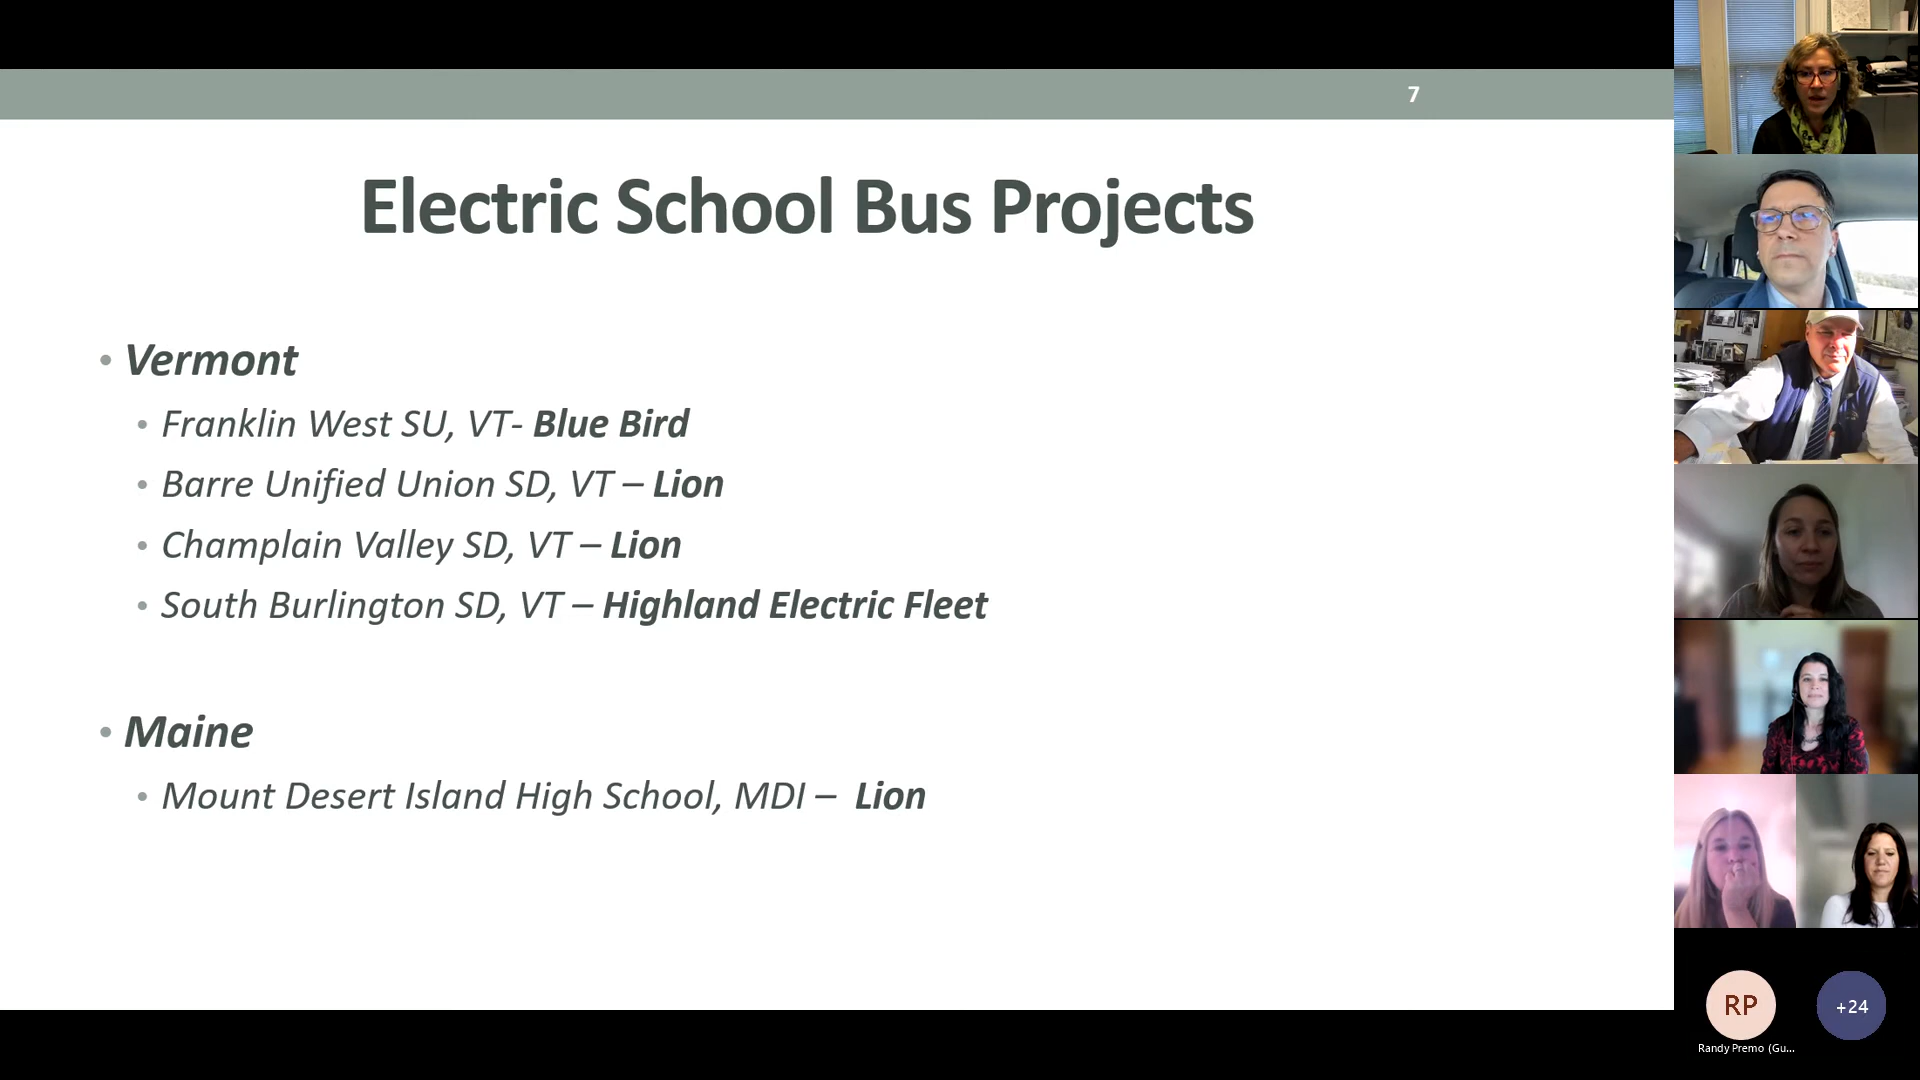 7
Electric School Bus Projects
• Vermont
• Franklin West SU, VT- Blue Bird
• Barre Unified Union SD, VT – Lion
• Champlain Valley SD, VT – Lion
• South Burlington SD, VT – Highland Electric Fleet
• Maine
• Mount Desert Island High School, MDI – Lion
RP
+24
Randy Premo (Gu...